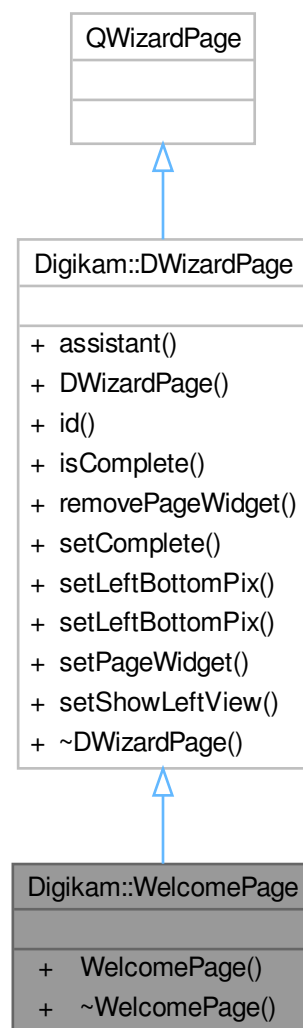 QWizardPage
Digikam::DWizardPage
+ assistant()
+ DWizardPage()
+ id()
+ isComplete()
+ removePageWidget()
+ setComplete()
+ setLeftBottomPix()
+ setLeftBottomPix()
+ setPageWidget()
+ setShowLeftView()
+ ~DWizardPage()
Digikam::WelcomePage
+ WelcomePage()
+ ~WelcomePage()